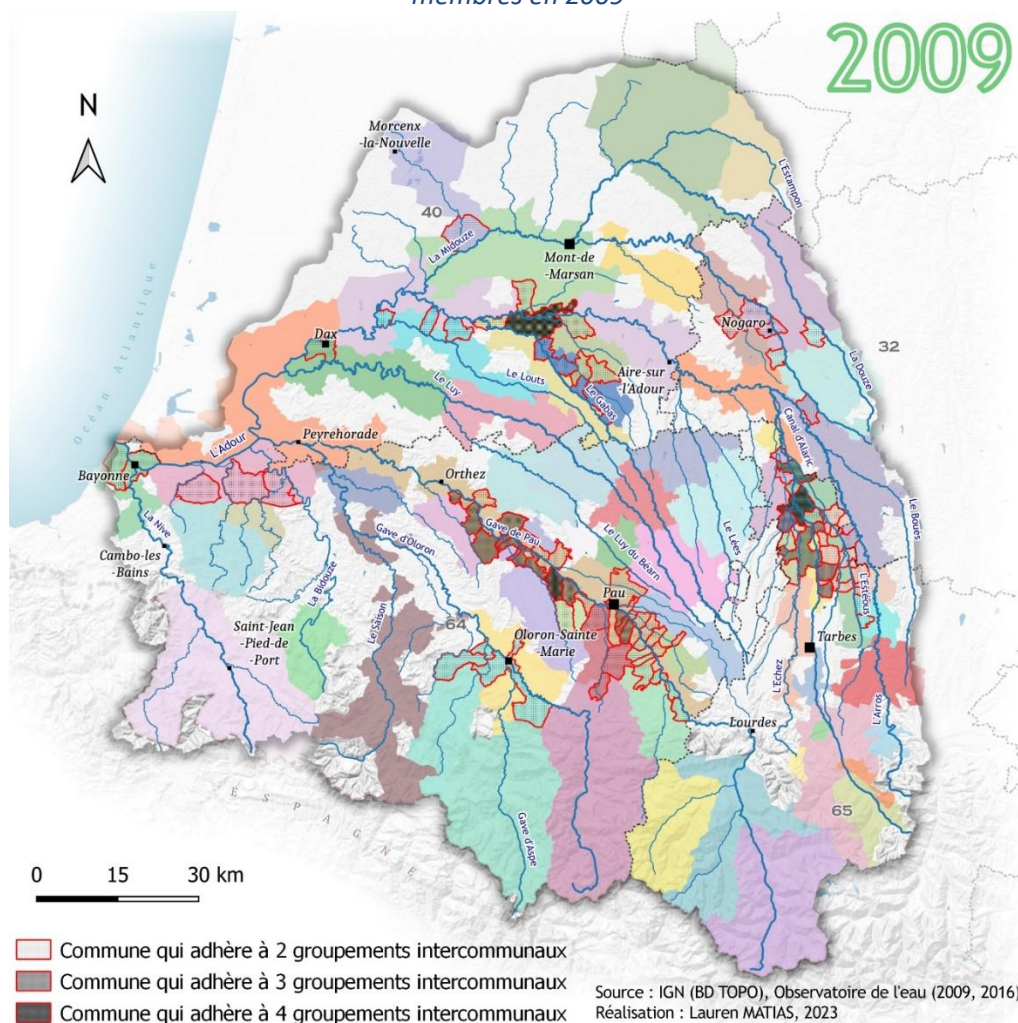 membres en 2009
2009
N
Morcenx
-la-Nouvelle
40
La Midouze
L'Estampon
Mont-de
-Marsan
Nogaro
La Douze
32
Océan Atlantique
Dax
Le Louts
Le Luy
Le Gabas
Aire-sur
-l'Adour
Canal d'Alaric
L'Adour
Peyrehorade
Bayonne
Orthez
La Nive
Gave d'Oloron
Gave de Pau
Le Luy du Béarn
Le Lées
Le Bouès
Cambo-les
-Bains
La Bidouze
Le Saison
Pau
L'Estéous
Saint-Jean
-Pied-de
-Port
64
Oloron-Sainte
-Marie
Tarbes
L'Echez
L'Arros
Lourdes
65
ESPAGNE
Gave d'Aspe
0 15 30 km
Commune qui adhère à 2 groupements intercommunaux
Commune qui adhère à 3 groupements intercommunaux
Commune qui adhère à 4 groupements intercommunaux
Source : IGN (BD TOPO), Observatoire de l'eau (2009, 2016)
Réalisation : Lauren MATIAS, 2023